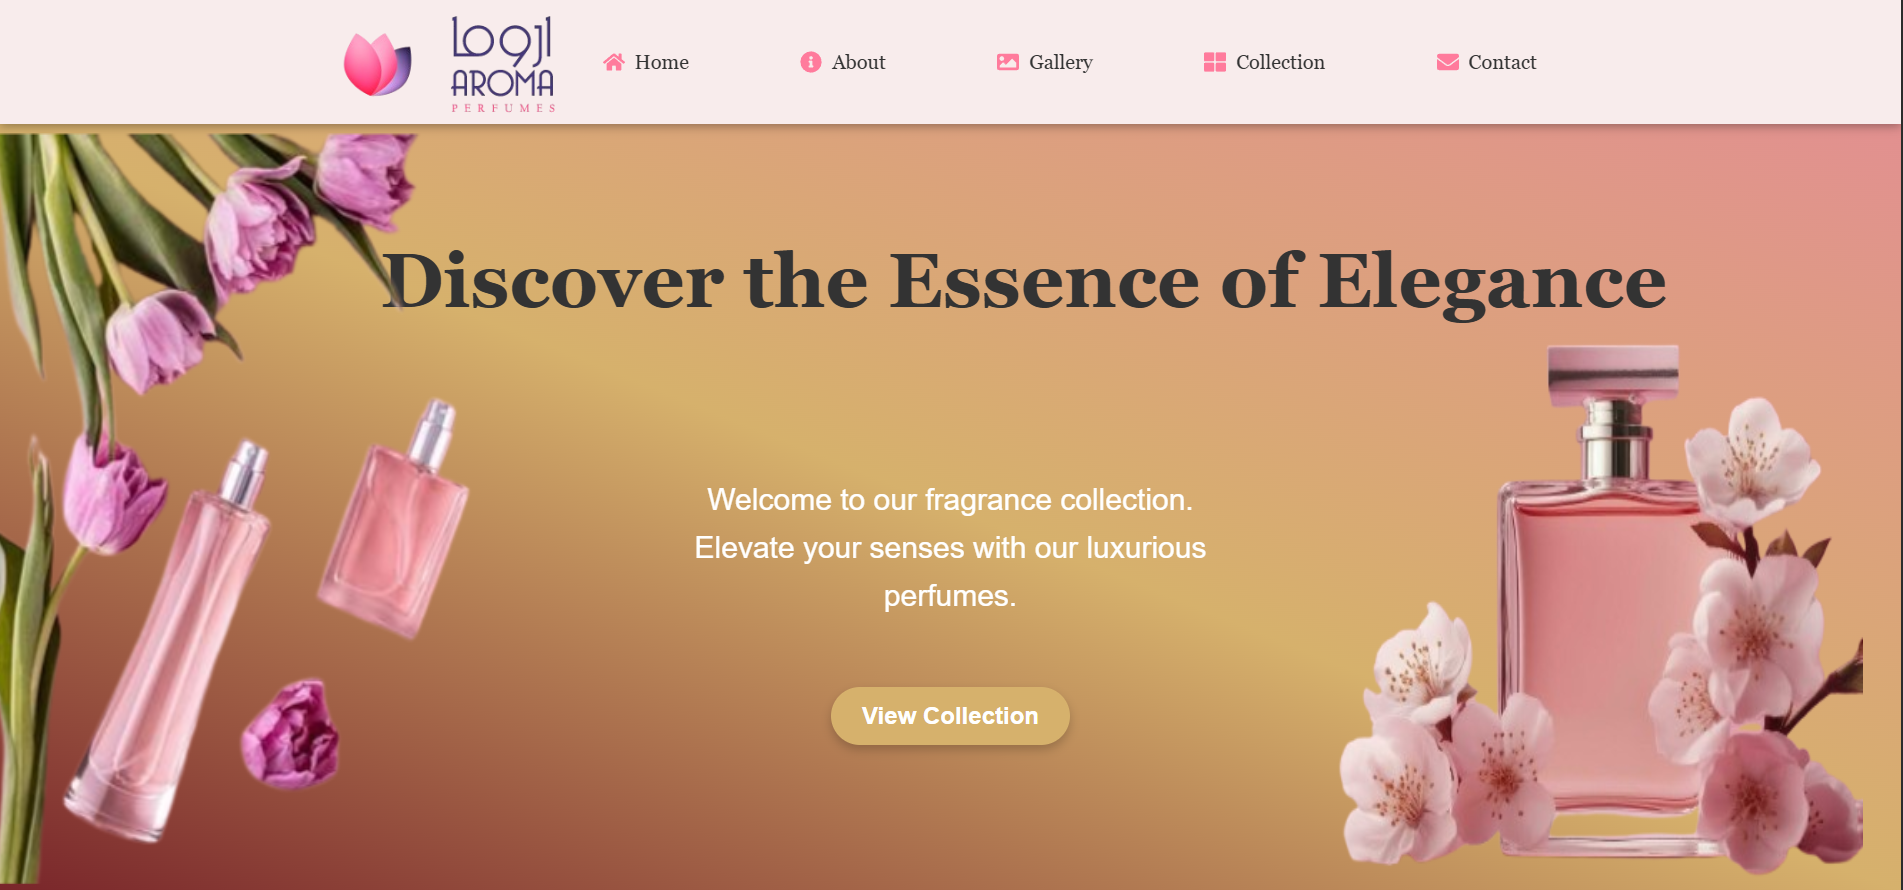 اروما
AROMA
PERFUMES
Home
About
Gallery
Collection
Contact
Discover the Essence of Elegance
Welcome to our fragrance collection.
Elevate your senses with our luxurious
perfumes.
View Collection